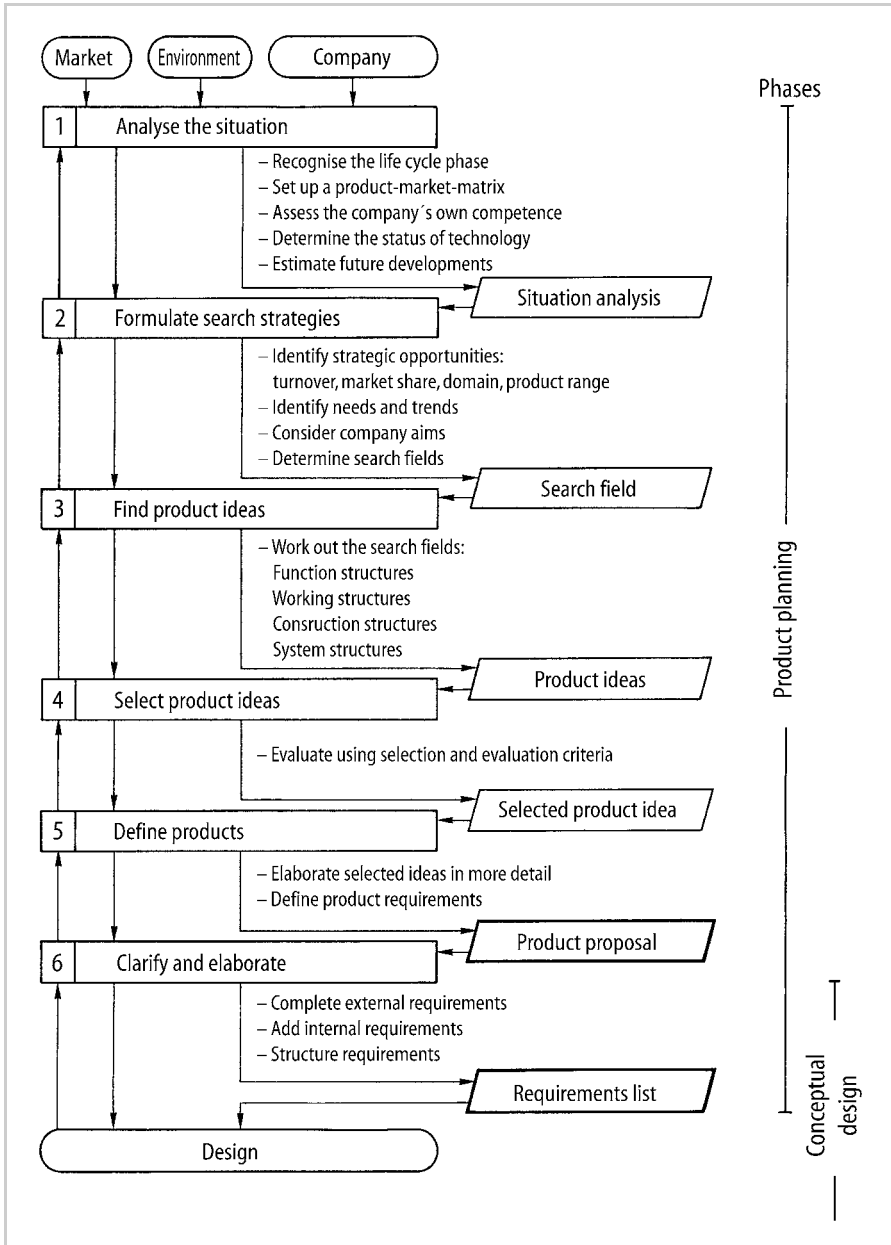 Market
Environment
Company
Phases
1 Analyse the situation
– Recognise the life cycle phase
– Set up a product-market-matrix
– Assess the company´s own competence
– Determine the status of technology
– Estimate future developments
Situation analysis
2 Formulate search strategies
– Identify strategic opportunities:
turnover, market share, domain, product range
– Identify needs and trends
– Consider company aims
– Determine search fields
Search field
3 Find product ideas
– Work out the search fields:
Function structures
Working structures
Consruction structures
System structures
Product ideas
4 Select product ideas
– Evaluate using selection and evaluation criteria
Selected product idea
5 Define products
– Elaborate selected ideas in more detail
– Define product requirements
Product proposal
6 Clarify and elaborate
– Complete external requirements
– Add internal requirements
– Structure requirements
Requirements list
Design
Product planning
Conceptual
design